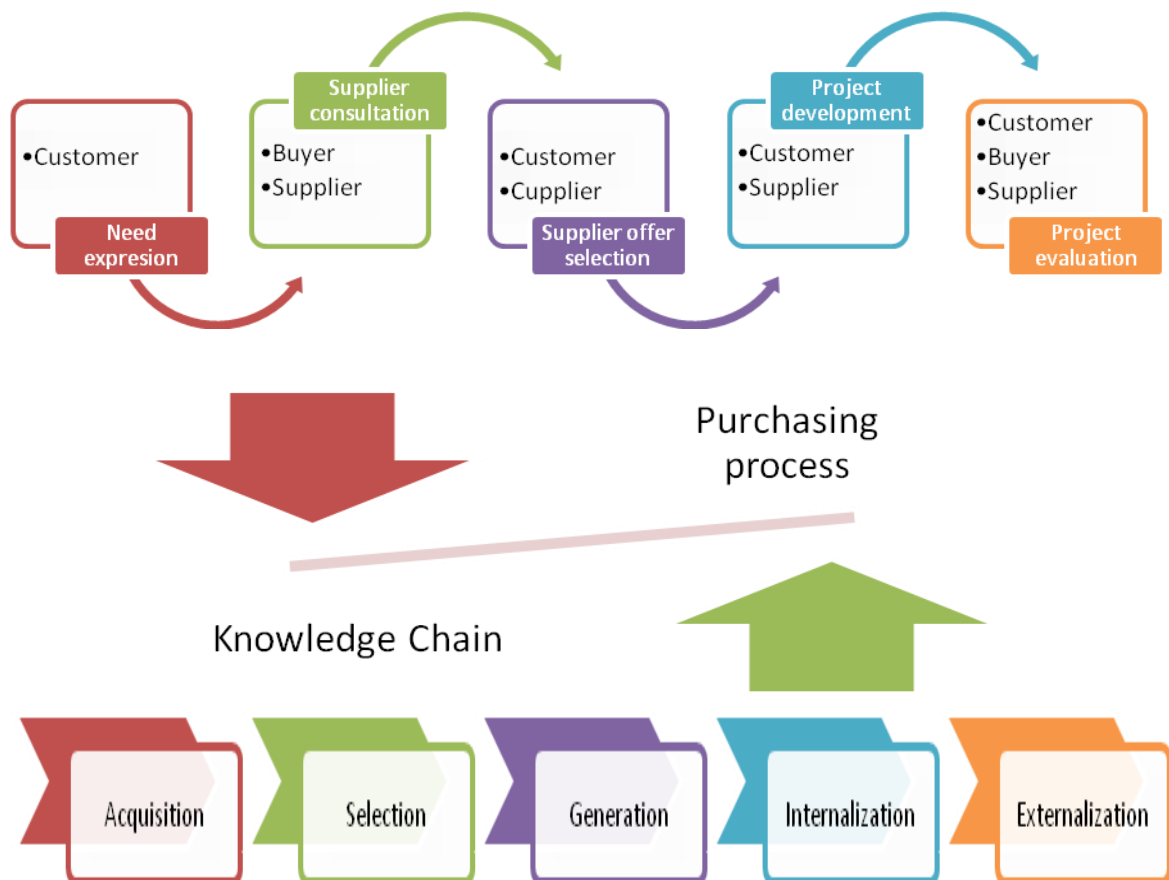 •Customer
Need
expresion
Supplier
consultation
•Buyer
•Supplier
•Customer
•Cupplier
Supplier offer
selection
Project
development
•Customer
•Supplier
•Customer
•Buyer
•Supplier
Project
evaluation
Purchasing
process
Knowledge Chain
Acquisition
Selection
Generation
Internalization
Externalization